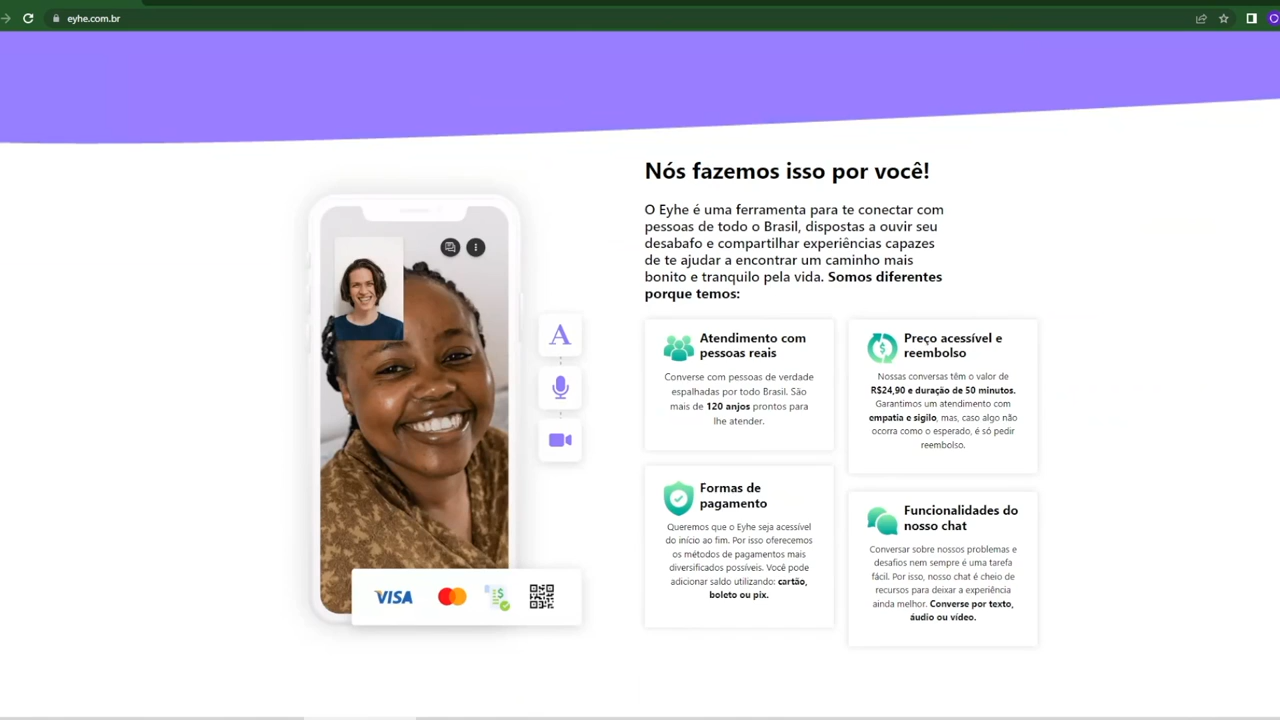 eyhe.com.br
Nós fazemos isso por você!
O Eyhe é uma ferramenta para te conectar com
pessoas de todo o Brasil, dispostas a ouvir seu
desabafo e compartilhar experiências capazes
de te ajudar a encontrar um caminho mais
bonito e tranquilo pela vida. Somos diferentes
porque temos:
Atendimento com
pessoas reais
Converse com pessoas de verdade
espalhadas por todo Brasil. São
mais de 120 anjos prontos para
lhe atender.
Preço acessível e
reembolso
Nossas conversas têm o valor de
R$24,90 e duração de 50 minutos.
Garantimos um atendimento com
empatia e sigilo, mas, caso algo não
ocorra como o esperado, é só pedir
reembolso.
Formas de
pagamento
Queremos que o Eyhe seja acessível
do início ao fim. Por isso oferecemos
os métodos de pagamentos mais
diversificados possíveis. Você pode
adicionar saldo utilizando: cartão,
boleto ou pix.
Funcionalidades do
nosso chat
Conversar sobre nossos problemas e
desafios nem sempre é uma tarefa
fácil. Por isso, nosso chat é cheio de
recursos para deixar a experiência
ainda melhor. Converse por texto,
áudio ou vídeo.
A
VISA
$